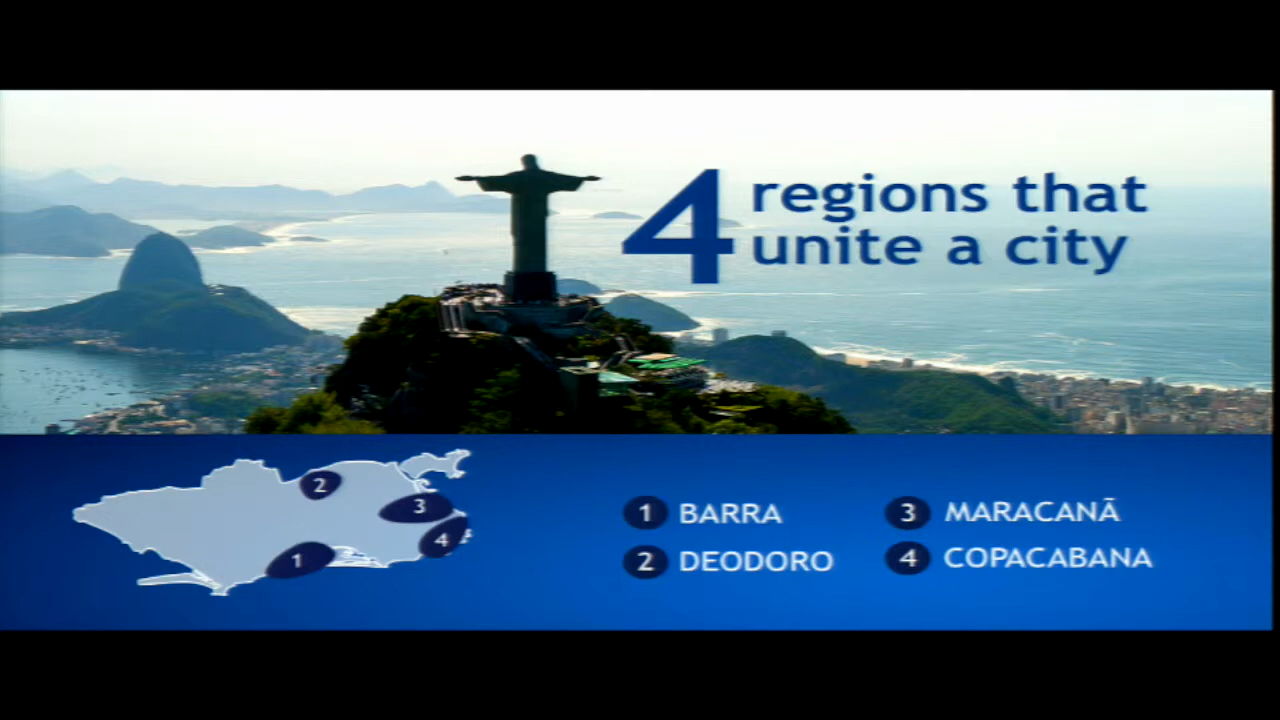 4 regions that
unite a city
2
3
4
1
1 BARRA
2 DEODORO
3 MARACANÃ
4 COPACABANA